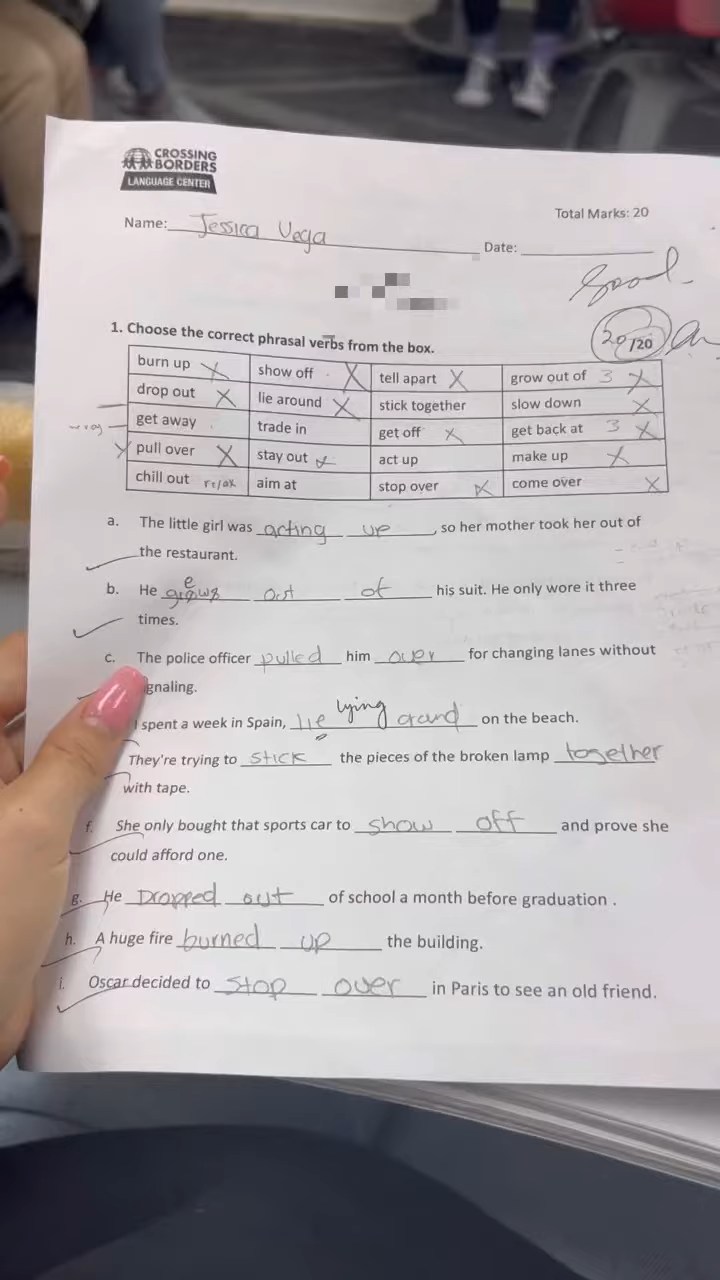 CROSSING
BORDERS
LANGUAGE CENTER
Total Marks: 20
Name: Jessica Vega
Date:
Good
20/20
1. Choose the correct phrasal verbs from the box.
burn up X show off X tell apart X grow out of 3 X
drop out X lie around X stick together slow down X
get away trade in get off X get back at 3 X
pull over X stay out X act up make up X
chill out relax aim at stop over X come over X
a. The little girl was acting up, so her mother took her out of
the restaurant.
b. He grews e out of his suit. He only wore it three
times.
c. The police officer pulled him over for changing lanes without
ignaling.
I spent a week in Spain, lie lying around on the beach.
They're trying to stick the pieces of the broken lamp together
with tape.
f. She only bought that sports car to show off and prove she
could afford one.
g. He Dropped out of school a month before graduation.
h. A huge fire burned up the building.
i. Oscar decided to stop over in Paris to see an old friend.